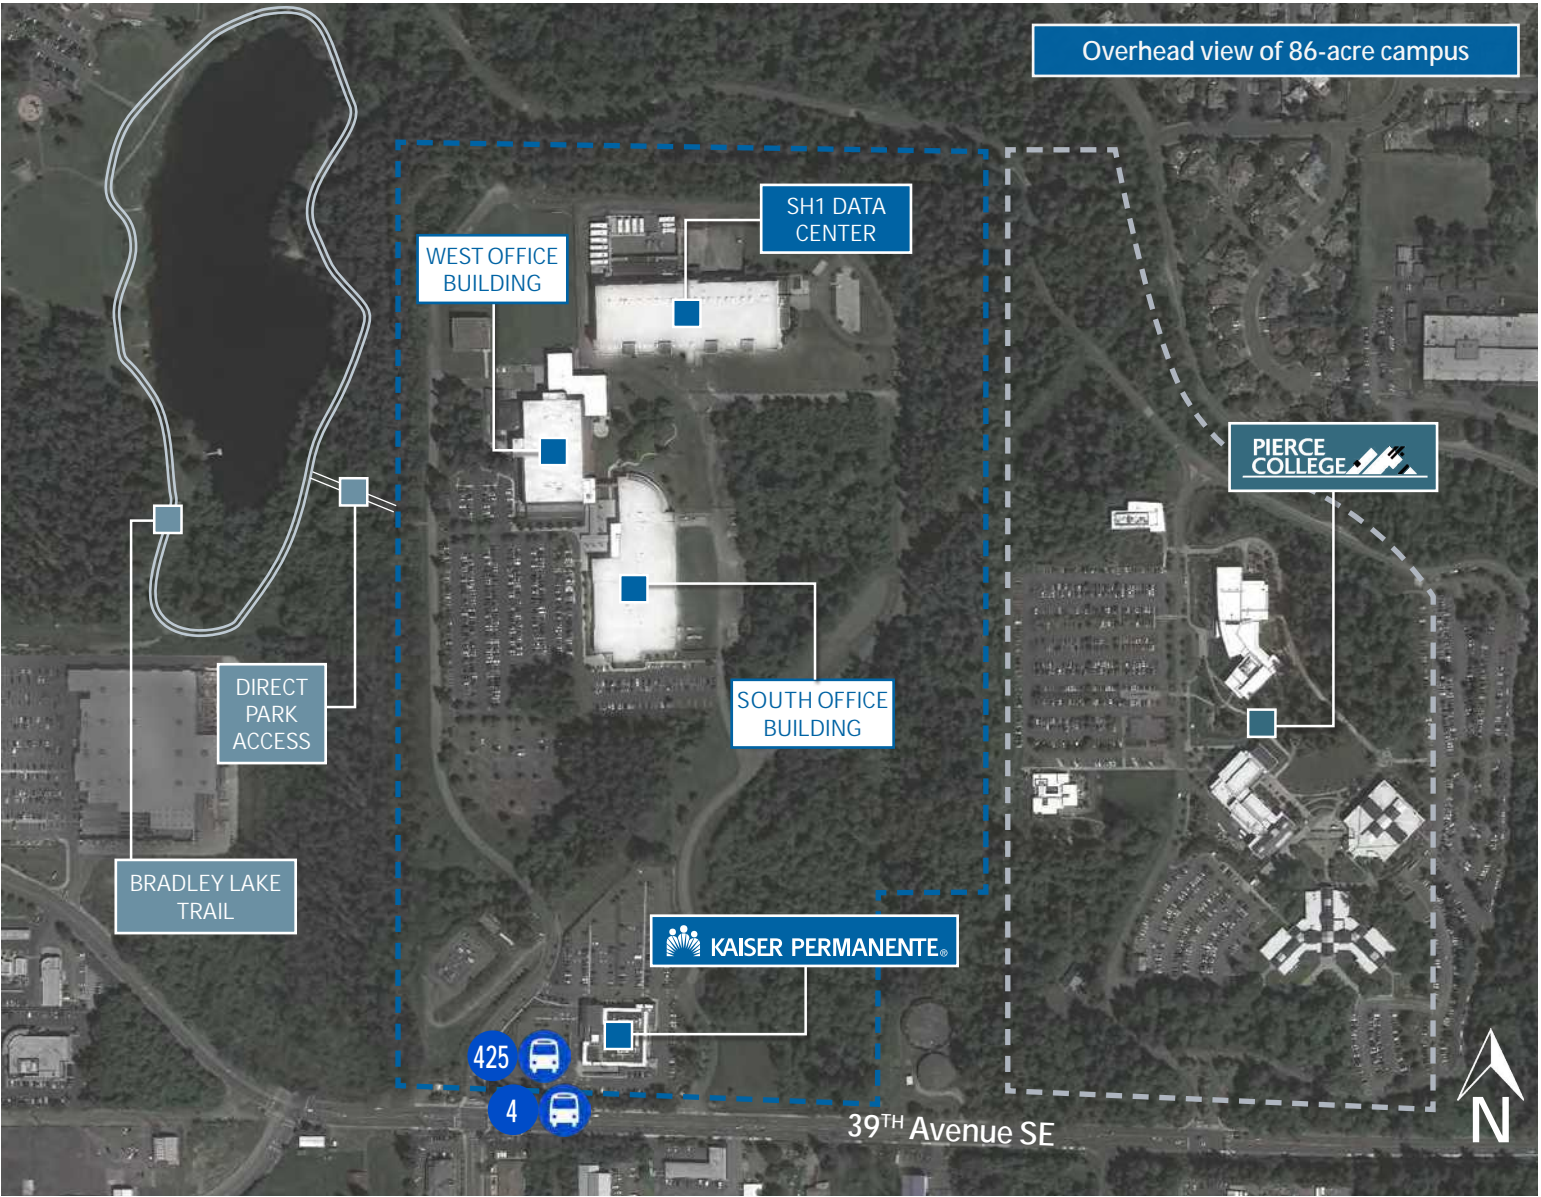 Overhead view of 86-acre campus
SH1 DATA
CENTER
WEST OFFICE
BUILDING
PIERCE
COLLEGE
DIRECT
PARK
ACCESS
SOUTH OFFICE
BUILDING
BRADLEY LAKE
TRAIL
KAISER PERMANENTE®
425
4
39TH Avenue SE
N